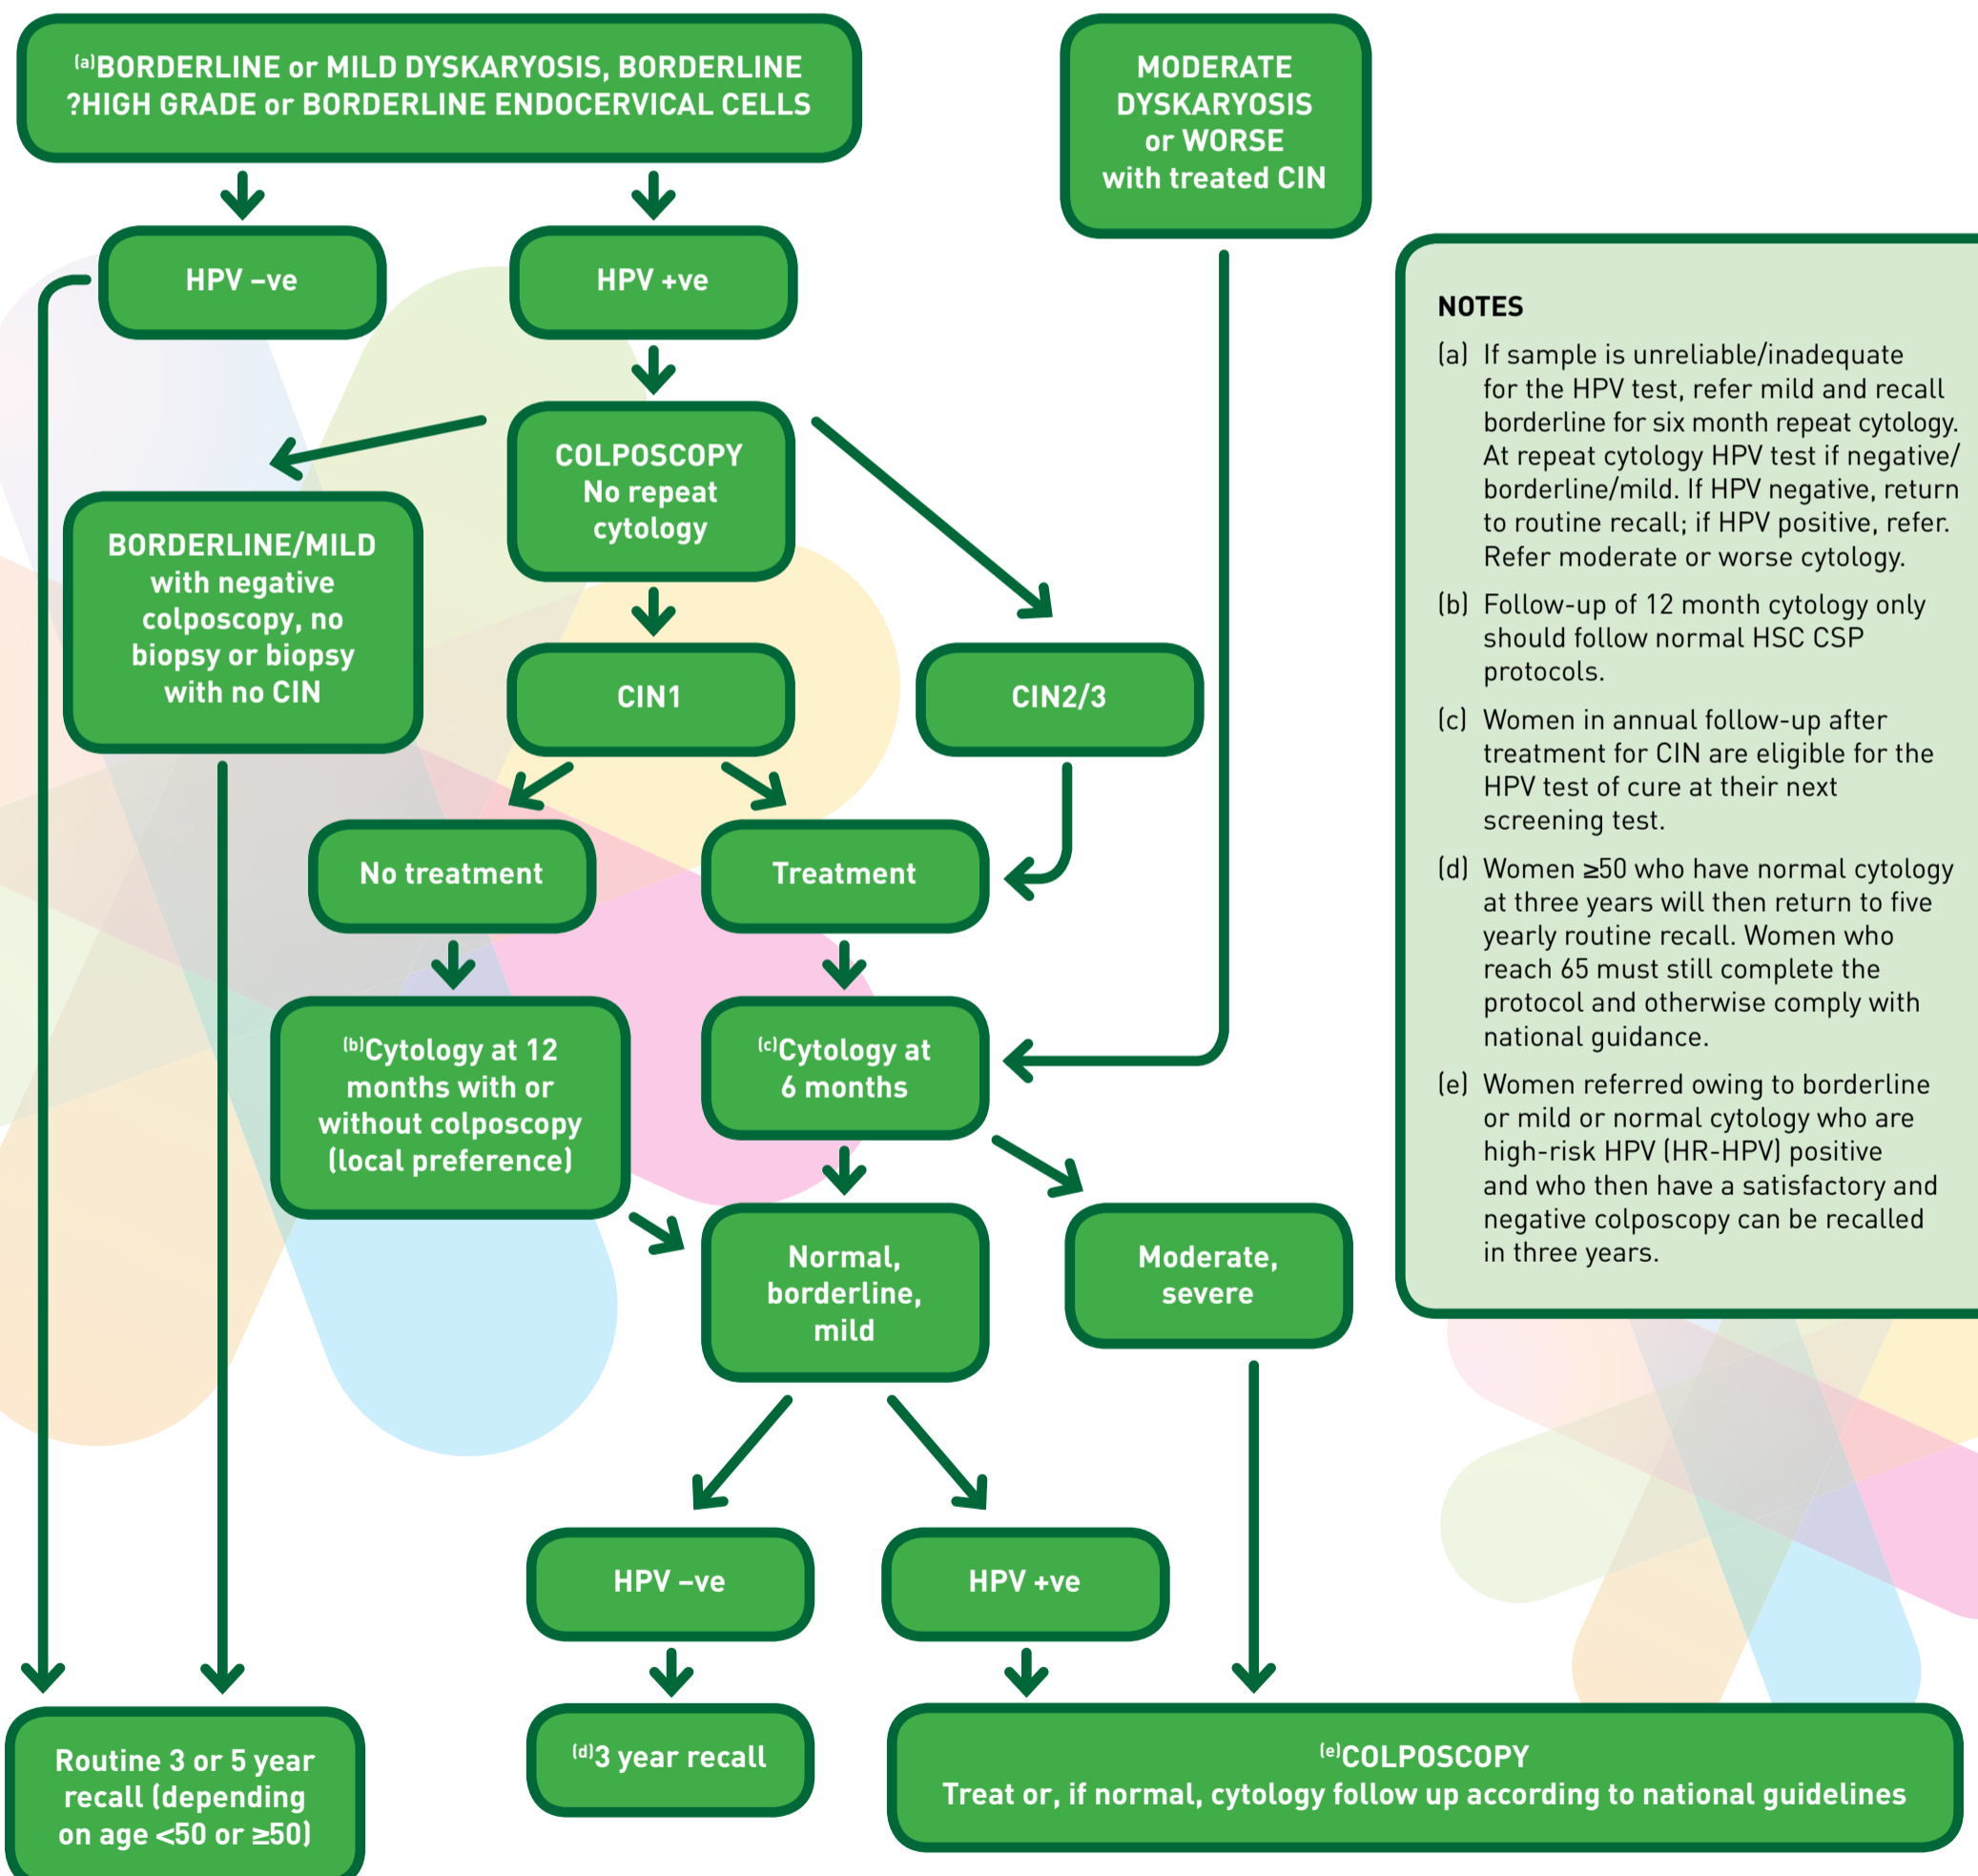 (a)BORDERLINE or MILD DYSKARYOSIS, BORDERLINE
?HIGH GRADE or BORDERLINE ENDOCERVICAL CELLS
MODERATE
DYSKARYOSIS
or WORSE
with treated CIN
HPV –ve
HPV +ve
COLPOSCOPY
No repeat
cytology
BORDERLINE/MILD
with negative
colposcopy, no
biopsy or biopsy
with no CIN
CIN1
CIN2/3
No treatment
Treatment
(b)Cytology at 12
months with or
without colposcopy
(local preference)
(c)Cytology at
6 months
Normal,
borderline,
mild
Moderate,
severe
HPV –ve
HPV +ve
Routine 3 or 5 year
recall (depending
on age <50 or ≥50)
(d)3 year recall
(e)COLPOSCOPY
Treat or, if normal, cytology follow up according to national guidelines
NOTES
(a) If sample is unreliable/inadequate
for the HPV test, refer mild and recall
borderline for six month repeat cytology.
At repeat cytology HPV test if negative/
borderline/mild. If HPV negative, return
to routine recall; if HPV positive, refer.
Refer moderate or worse cytology.
(b) Follow-up of 12 month cytology only
should follow normal HSC CSP
protocols.
(c) Women in annual follow-up after
treatment for CIN are eligible for the
HPV test of cure at their next
screening test.
(d) Women ≥50 who have normal cytology
at three years will then return to five
yearly routine recall. Women who
reach 65 must still complete the
protocol and otherwise comply with
national guidance.
(e) Women referred owing to borderline
or mild or normal cytology who are
high-risk HPV (HR-HPV) positive
and who then have a satisfactory and
negative colposcopy can be recalled
in three years.